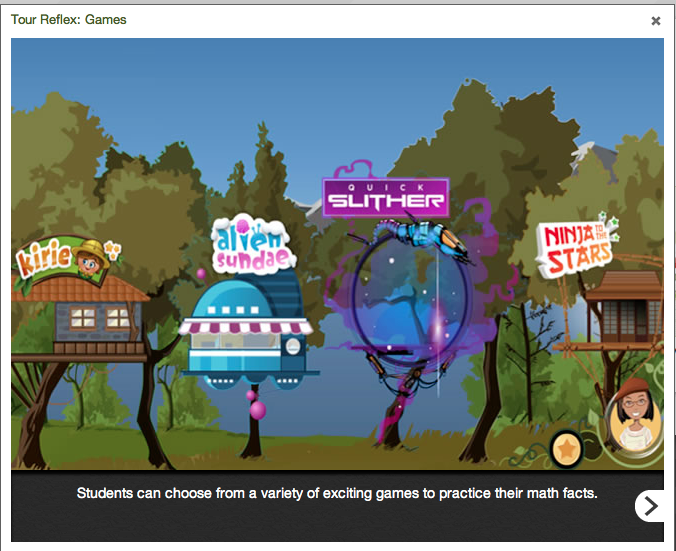 Tour Reflex: Games
QUICK
SLITHER
kirie
alien
sundae
NINJA TO THE
STARS
Students can choose from a variety of exciting games to practice their math facts.